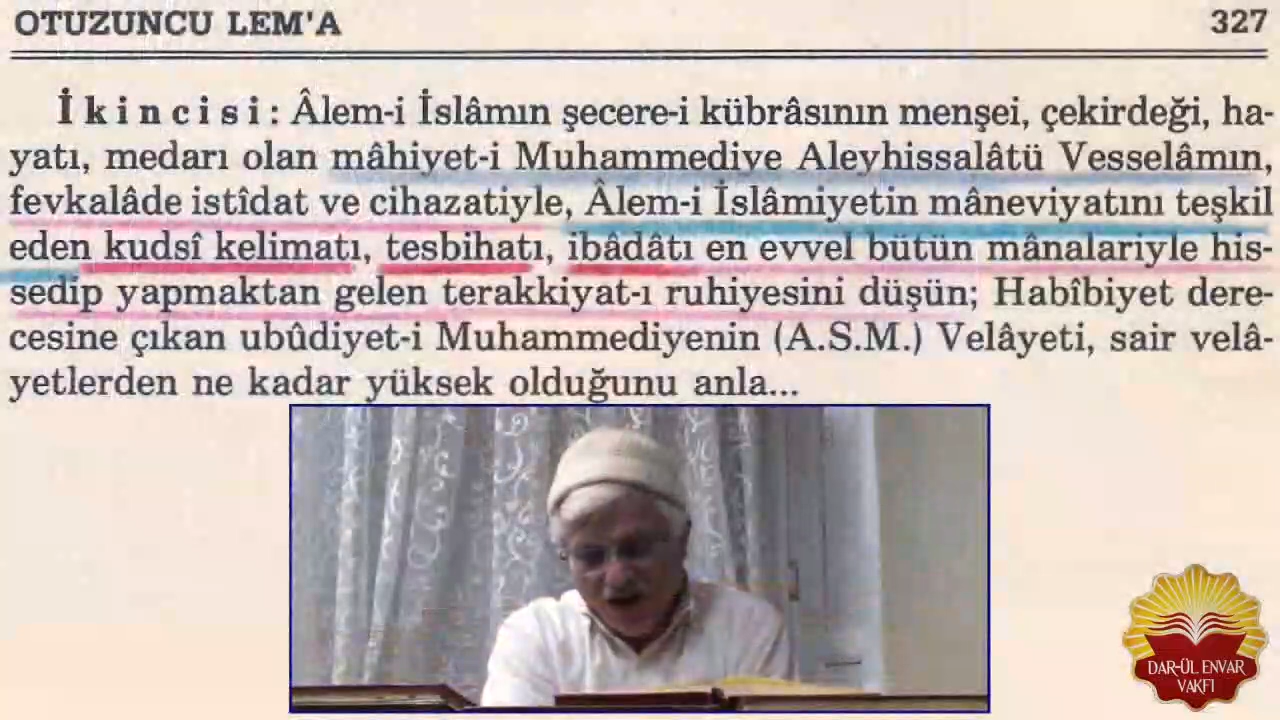 OTUZUNCU LEM'A 327
İkincisi: Âlem-i İslâmın şecere-i kübrâsının menşei, çekirdeği, ha-
yatı, medarı olan mâhiyet-i Muhammediye Aleyhissalâtü Vesselâmın,
fevkalâde istîdat ve cihazatiyle, Âlem-i İslâmiyetin mâneviyatını teşkil
eden kudsî kelimatı, tesbihatı, ibâdâtı en evvel bütün mânalariyle his-
sedip yapmaktan gelen terakkiyat-ı ruhiyesini düşün; Habîbiyet dere-
cesine çıkan ubûdiyet-i Muhammediyenin (A.S.M.) Velâyeti, sair velâ-
yetlerden ne kadar yüksek olduğunu anla...
DAR-ÜL ENVAR
VAKFI